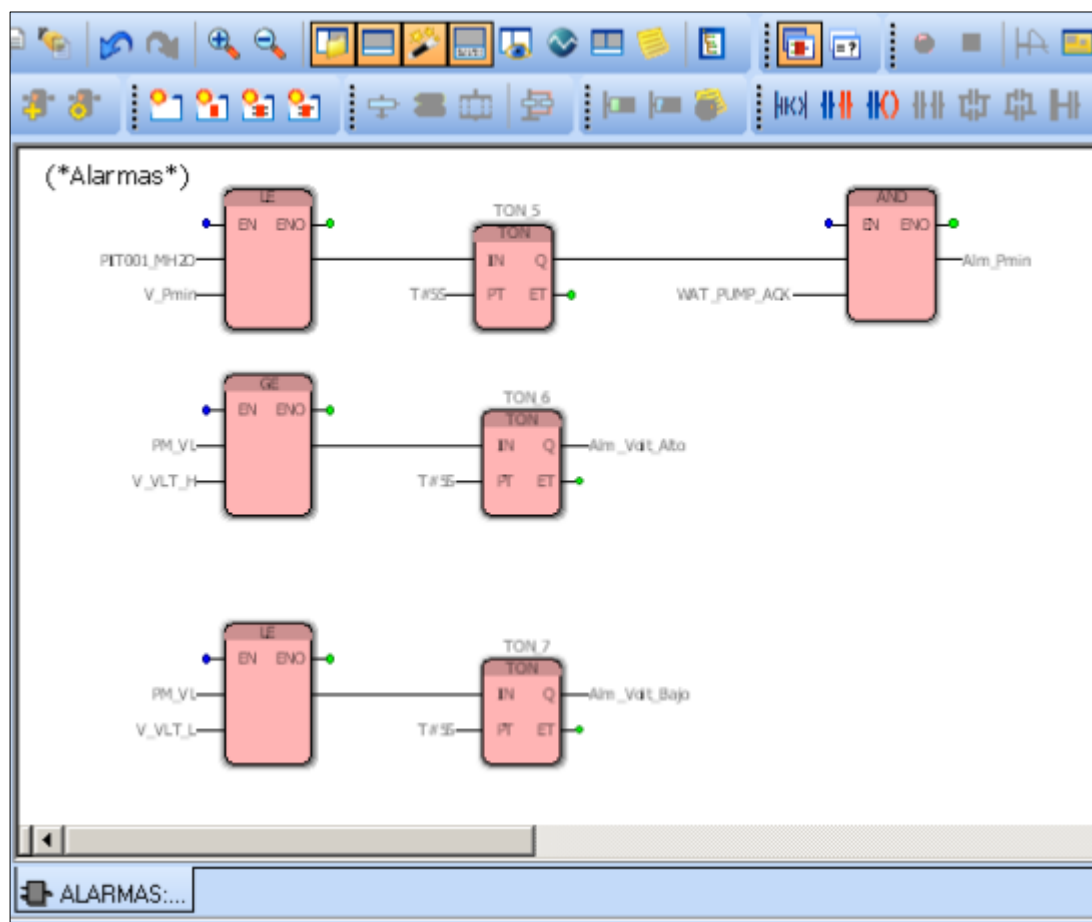 (*Alarmas*)
LE
EN ENO
PIT001_MH2O
V_Pmin
TON_5
TON
IN Q
T#5S
PT ET
AND
EN ENO
Alm_Pmin
WAT_PUMP_ACK
GE
EN ENO
PM_VL
V_VLT_H
TON_6
TON
IN Q
Alm_Volt_Alto
T#5S
PT ET
LE
EN ENO
PM_VL
V_VLT_L
TON_7
TON
IN Q
Alm_Volt_Bajo
T#5S
PT ET
ALARMAS:...